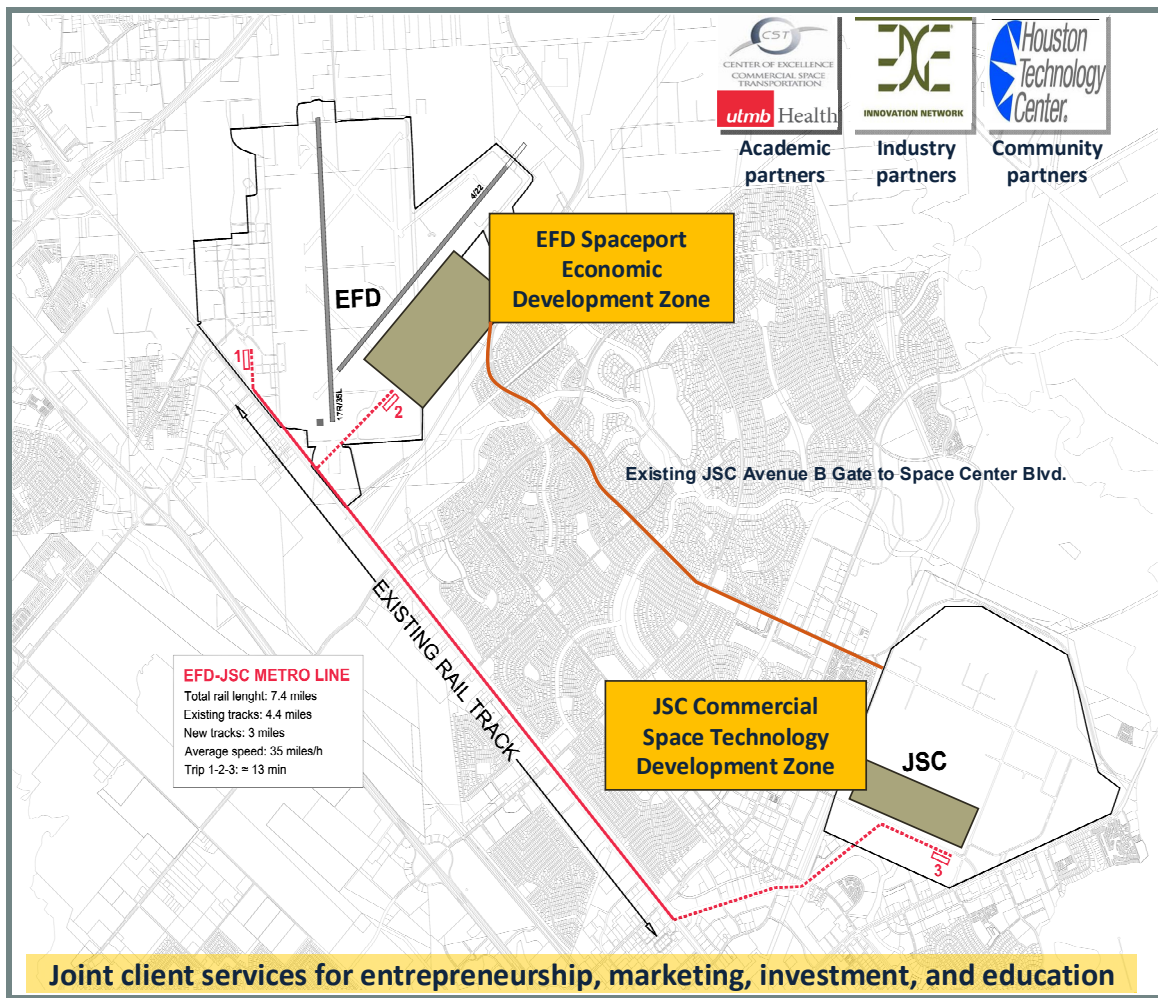 CST
CENTER OF EXCELLENCE
COMMERCIAL SPACE
TRANSPORTATION
utmb Health
Academic
partners
INNOVATION NETWORK
Industry
partners
Houston
Technology
Center.
Community
partners
4/22
EFD Spaceport
Economic
Development Zone
EFD
1
2
17R/35L
Existing JSC Avenue B Gate to Space Center Blvd.
EXISTING RAIL TRACK
EFD-JSC METRO LINE
Total rail lenght: 7.4 miles
Existing tracks: 4.4 miles
New tracks: 3 miles
Average speed: 35 miles/h
Trip 1-2-3: ≈ 13 min
JSC Commercial
Space Technology
Development Zone
JSC
3
Joint client services for entrepreneurship, marketing, investment, and education